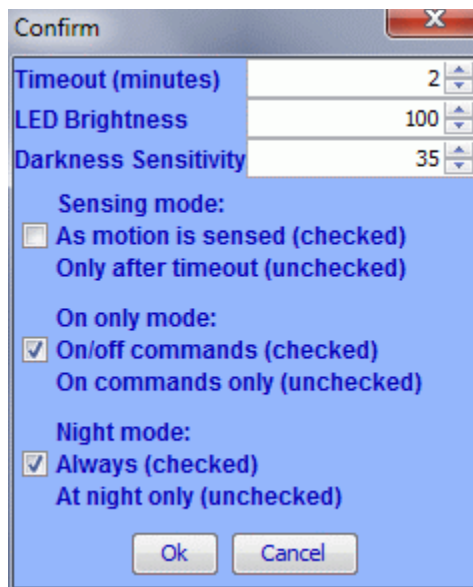 Confirm
Timeout (minutes) 2
LED Brightness 100
Darkness Sensitivity 35
Sensing mode:
As motion is sensed (checked)
Only after timeout (unchecked)
On only mode:
On/off commands (checked)
On commands only (unchecked)
Night mode:
Always (checked)
At night only (unchecked)
Ok Cancel